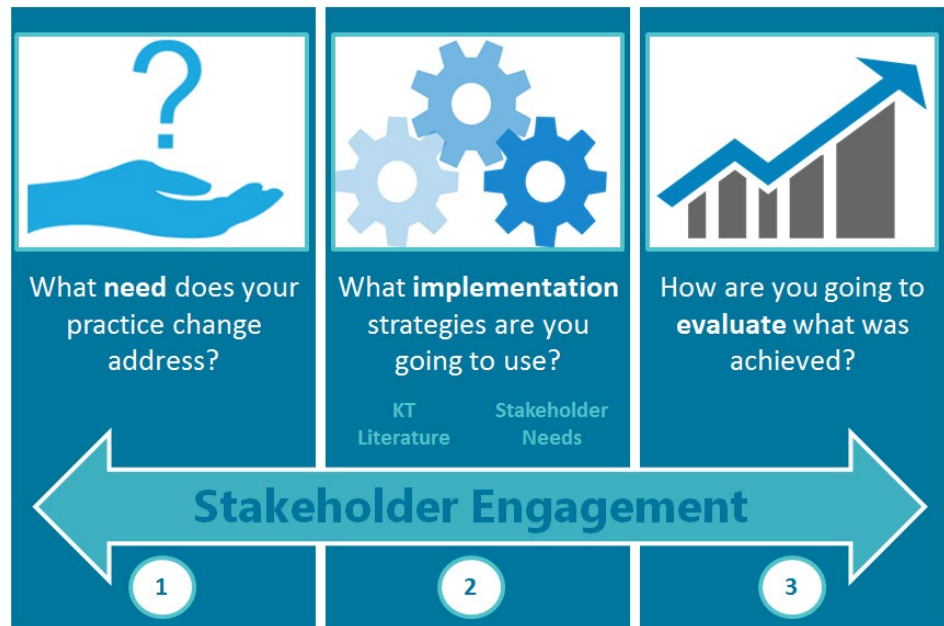 ?
What need does your
practice change
address?
What implementation
strategies are you
going to use?
KT
Literature
Stakeholder
Needs
How are you going to
evaluate what was
achieved?
Stakeholder Engagement
1
2
3